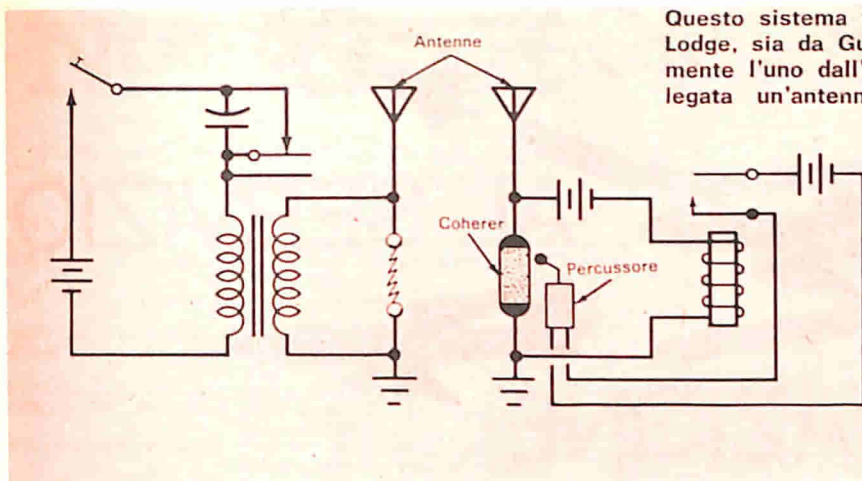 Questo sistema
Lodge, sia da
mente l'uno dall'
legata un'antenn
Antenne
Coherer
Percussore